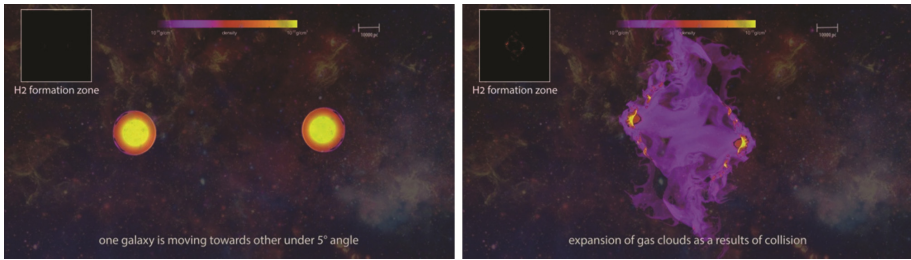 density
10000 pc
H2 formation zone
one galaxy is moving towards other under 5° angle
density
10000 pc
H2 formation zone
expansion of gas clouds as a results of collision